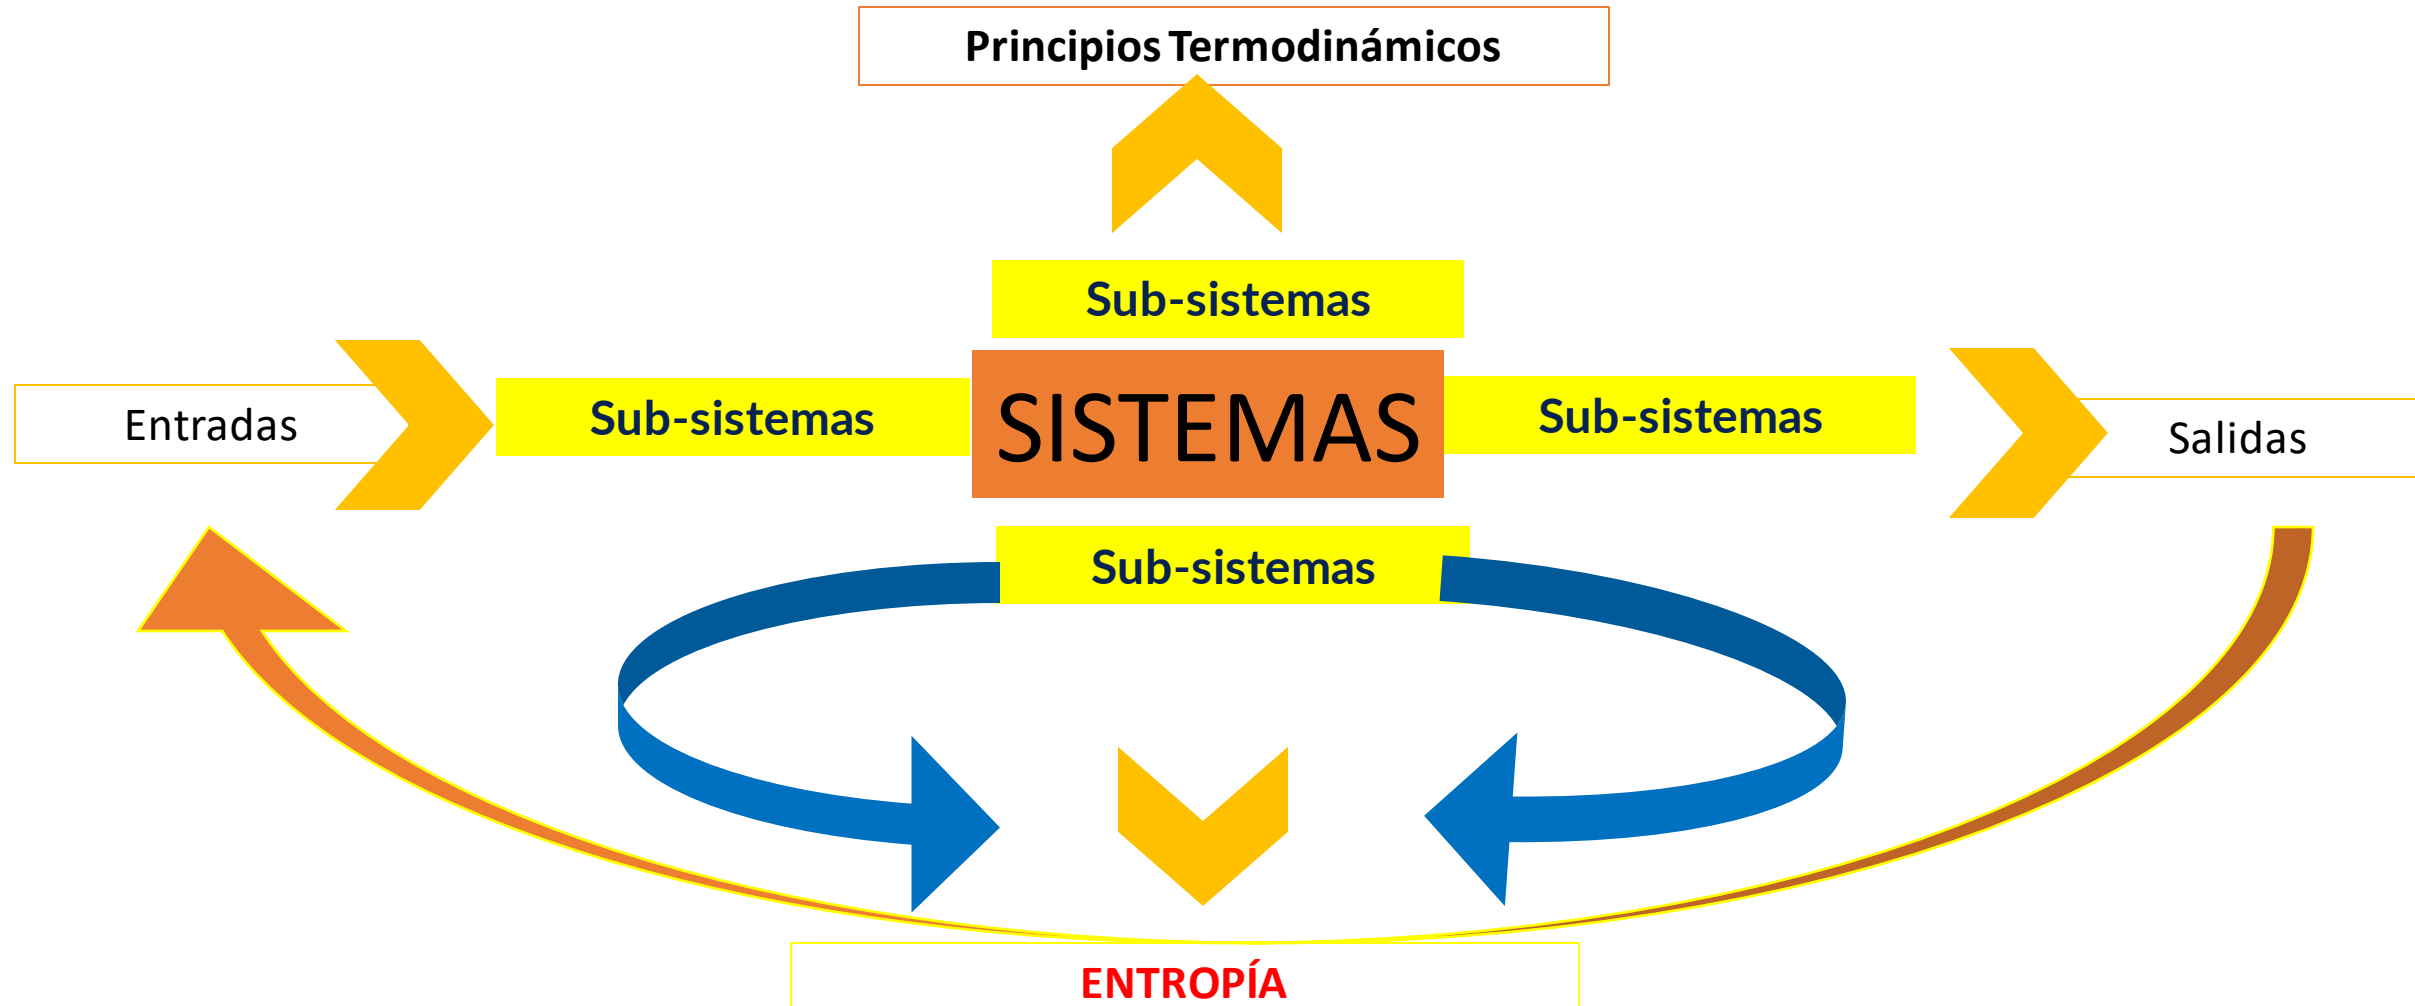 Principios Termodinámicos
Sub-sistemas
Entradas
Sub-sistemas
SISTEMAS
Sub-sistemas
Salidas
Sub-sistemas
ENTROPÍA